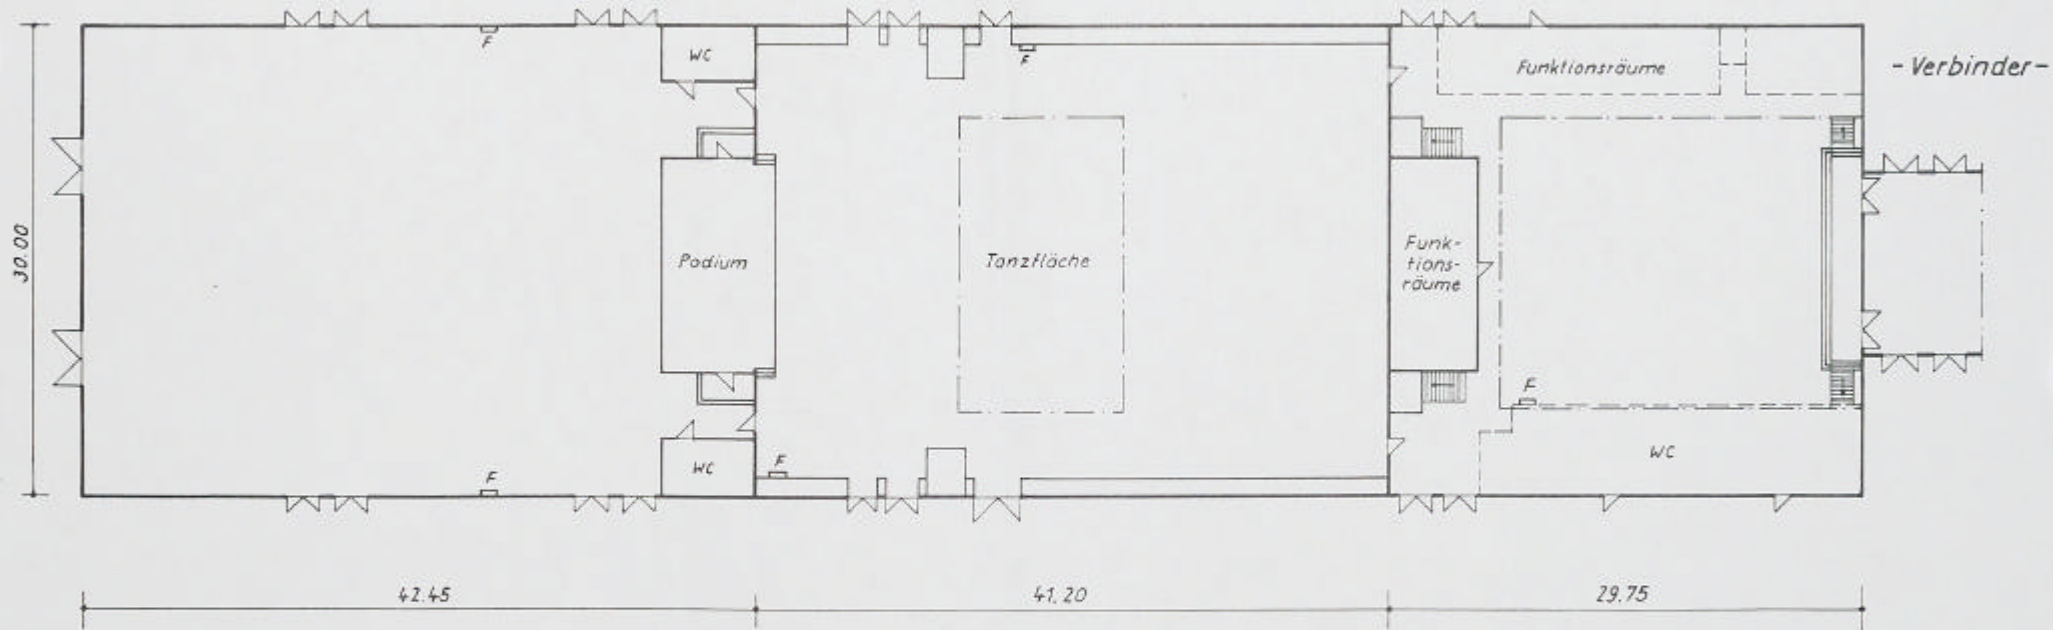 F
WC
F
Funktionsräume
- Verbinder -
30.00
Podium
Tanzfläche
Funk-
tions-
räume
F
F
F
WC
WC
42.45
41.20
29.75